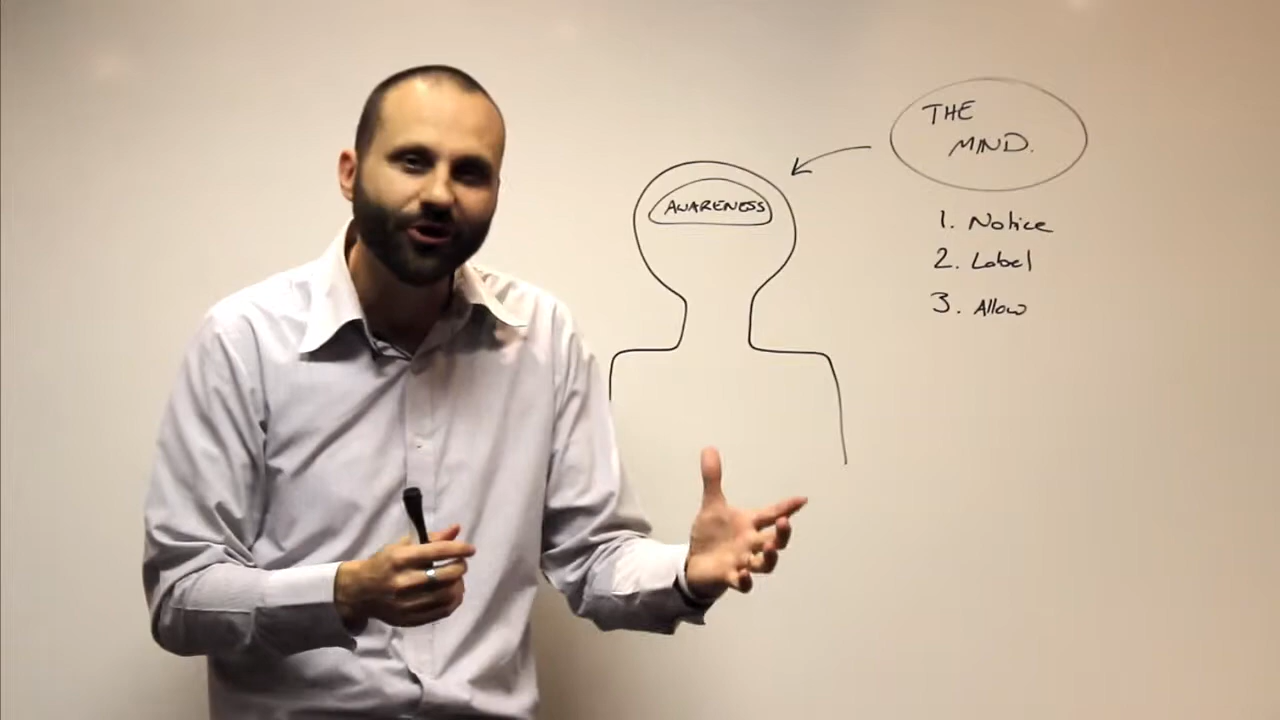 THE
MIND.
AWARENESS
1. Notice
2. Label
3. Allow